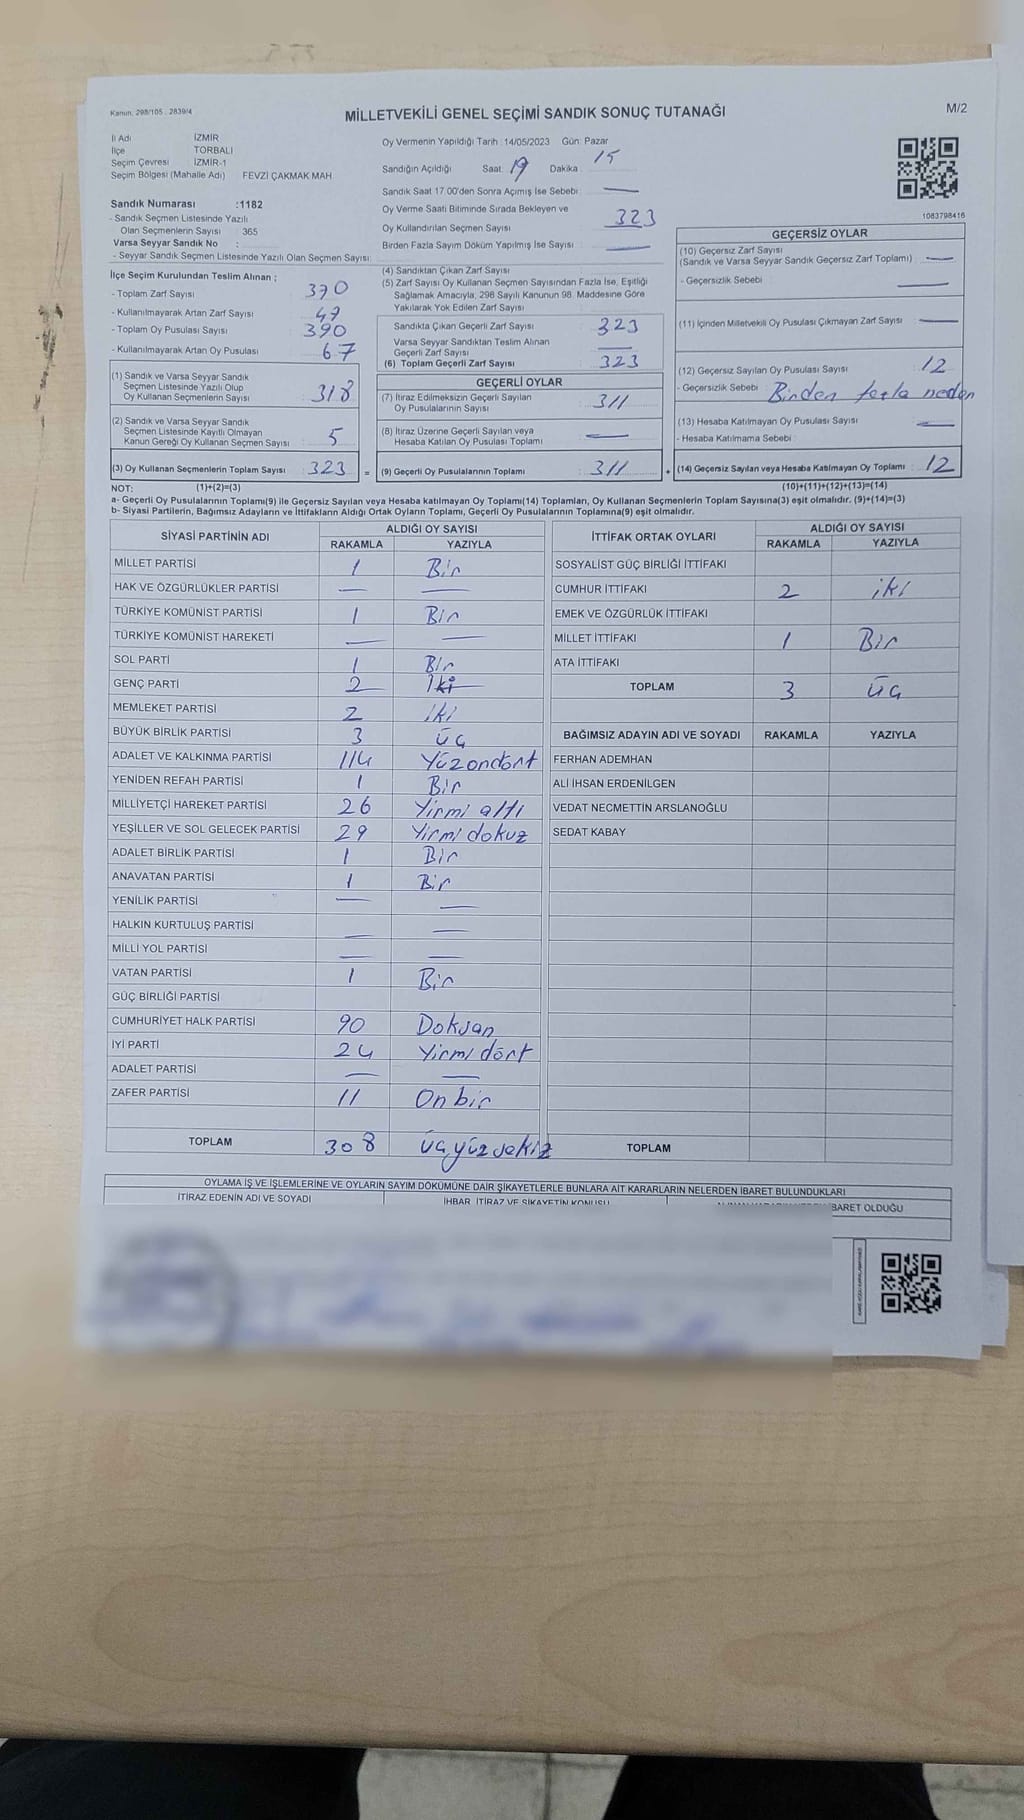 Kanun: 298/105 - 2839/4
MİLLETVEKİLİ GENEL SEÇİMİ SANDIK SONUÇ TUTANAĞI
M/2
İl Adı İZMİR
İlçe TORBALI
Seçim Çevresi İZMİR-1
Seçim Bölgesi (Mahalle Adı) FEVZİ ÇAKMAK MAH
Sandık Numarası :1182
- Sandık Seçmen Listesinde Yazılı
Olan Seçmenlerin Sayısı : 365
Varsa Seyyar Sandık No :
- Seyyar Sandık Seçmen Listesinde Yazılı Olan Seçmen Sayısı:
Oy Vermenin Yapıldığı Tarih : 14/05/2023 Gün: Pazar
Sandığın Açıldığı Saat: 19 Dakika : 15
Sandık Saat 17.00'den Sonra Açılmış İse Sebebi : —
Oy Verme Saati Bitiminde Sırada Bekleyen ve
Oy Kullandırılan Seçmen Sayısı : 323
Birden Fazla Sayım Döküm Yapılmış İse Sayısı : —
1083798416
İlçe Seçim Kurulundan Teslim Alınan ;
- Toplam Zarf Sayısı : 370
- Kullanılmayarak Artan Zarf Sayısı : 47
- Toplam Oy Pusulası Sayısı : 390
- Kullanılmayarak Artan Oy Pusulası : 67
(1) Sandık ve Varsa Seyyar Sandık
Seçmen Listesinde Yazılı Olup
Oy Kullanan Seçmenlerin Sayısı : 318
(2) Sandık ve Varsa Seyyar Sandık
Seçmen Listesinde Kayıtlı Olmayan
Kanun Gereği Oy Kullanan Seçmen Sayısı : 5
(3) Oy Kullanan Seçmenlerin Toplam Sayısı : 323 =
(4) Sandıktan Çıkan Zarf Sayısı :
(5) Zarf Sayısı Oy Kullanan Seçmen Sayısından Fazla İse, Eşitliği
Sağlamak Amacıyla, 298 Sayılı Kanunun 98. Maddesine Göre
Yakılarak Yok Edilen Zarf Sayısı :
Sandıkta Çıkan Geçerli Zarf Sayısı : 323
Varsa Seyyar Sandıktan Teslim Alınan
Geçerli Zarf Sayısı : —
(6) Toplam Geçerli Zarf Sayısı : 323
GEÇERLİ OYLAR
(7) İtiraz Edilmeksizin Geçerli Sayılan
Oy Pusulalarının Sayısı : 311
(8) İtiraz Üzerine Geçerli Sayılan veya
Hesaba Katılan Oy Pusulası Toplamı : —
(9) Geçerli Oy Pusulalarının Toplamı : 311 +
GEÇERSİZ OYLAR
(10) Geçersiz Zarf Sayısı
(Sandık ve Varsa Seyyar Sandık Geçersiz Zarf Toplamı) : —
- Geçersizlik Sebebi : —
(11) İçinden Milletvekili Oy Pusulası Çıkmayan Zarf Sayısı : —
(12) Geçersiz Sayılan Oy Pusulası Sayısı : 12
- Geçersizlik Sebebi : Birden fazla neden
(13) Hesaba Katılmayan Oy Pusulası Sayısı : —
- Hesaba Katılmama Sebebi :
(14) Geçersiz Sayılan veya Hesaba Katılmayan Oy Toplamı : 12
NOT: (1)+(2)=(3) (10)+(11)+(12)+(13)=(14)
a- Geçerli Oy Pusulalarının Toplamı(9) ile Geçersiz Sayılan veya Hesaba katılmayan Oy Toplamı(14) Toplamları, Oy Kullanan Seçmenlerin Toplam Sayısına(3) eşit olmalıdır. (9)+(14)=(3)
b- Siyasi Partilerin, Bağımsız Adayların ve İttifakların Aldığı Ortak Oyların Toplamı, Geçerli Oy Pusulalarının Toplamına(9) eşit olmalıdır.
SİYASİ PARTİNİN ADI ALDIĞI OY SAYISI
RAKAMLA YAZIYLA
MİLLET PARTİSİ 1 Bir
HAK VE ÖZGÜRLÜKLER PARTİSİ — —
TÜRKİYE KOMÜNİST PARTİSİ 1 Bir
TÜRKİYE KOMÜNİST HAREKETİ — —
SOL PARTİ 1 Bir
GENÇ PARTİ 2 iki
MEMLEKET PARTİSİ 2 iki
BÜYÜK BİRLİK PARTİSİ 3 üç
ADALET VE KALKINMA PARTİSİ 114 Yüzondört
YENİDEN REFAH PARTİSİ 1 Bir
MİLLİYETÇİ HAREKET PARTİSİ 26 Yirmi altı
YEŞİLLER VE SOL GELECEK PARTİSİ 29 Yirmi dokuz
ADALET BİRLİK PARTİSİ 1 Bir
ANAVATAN PARTİSİ 1 Bir
YENİLİK PARTİSİ — —
HALKIN KURTULUŞ PARTİSİ — —
MİLLİ YOL PARTİSİ — —
VATAN PARTİSİ 1 Bir
GÜÇ BİRLİĞİ PARTİSİ
CUMHURİYET HALK PARTİSİ 90 Doksan
İYİ PARTİ 24 Yirmi dört
ADALET PARTİSİ — —
ZAFER PARTİSİ 11 Onbir
TOPLAM 308 üçyüzsekiz
İTTİFAK ORTAK OYLARI ALDIĞI OY SAYISI
RAKAMLA YAZIYLA
SOSYALİST GÜÇ BİRLİĞİ İTTİFAKI
CUMHUR İTTİFAKI 2 iki
EMEK VE ÖZGÜRLÜK İTTİFAKI
MİLLET İTTİFAKI 1 Bir
ATA İTTİFAKI
TOPLAM 3 üç
BAĞIMSIZ ADAYIN ADI VE SOYADI RAKAMLA YAZIYLA
FERHAN ADEMHAN
ALİ İHSAN ERDENİLGEN
VEDAT NECMETTİN ARSLANOĞLU
SEDAT KABAY
TOPLAM
OYLAMA İŞ VE İŞLEMLERİNE VE OYLARIN SAYIM DÖKÜMÜNE DAİR ŞİKAYETLERLE BUNLARA AİT KARARLARIN NELERDEN İBARET BULUNDUKLARI
İTİRAZ EDENİN ADI VE SOYADI İHBAR, İTİRAZ VE ŞİKAYETİN KONUSU BARET OLDUĞU